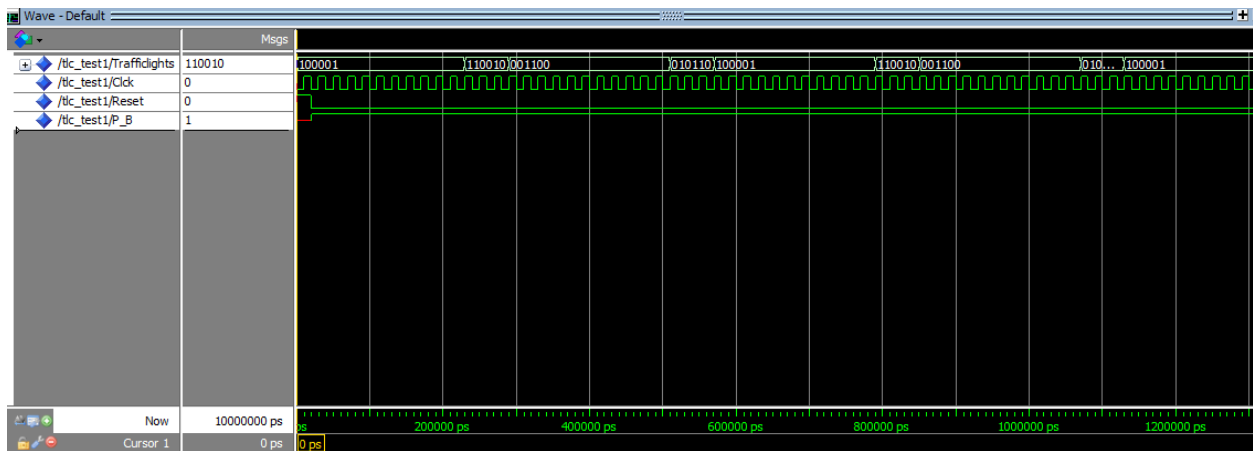 Wave - Default
Msgs
/tlc_test1/Trafficlights 110010 100001 110010 001100 010110 100001 110010 001100 010... 100001
/tlc_test1/Clck 0
/tlc_test1/Reset 0
/tlc_test1/P_B 1
Now 10000000 ps ps 200000 ps 400000 ps 600000 ps 800000 ps 1000000 ps 1200000 ps
Cursor 1 0 ps 0 ps